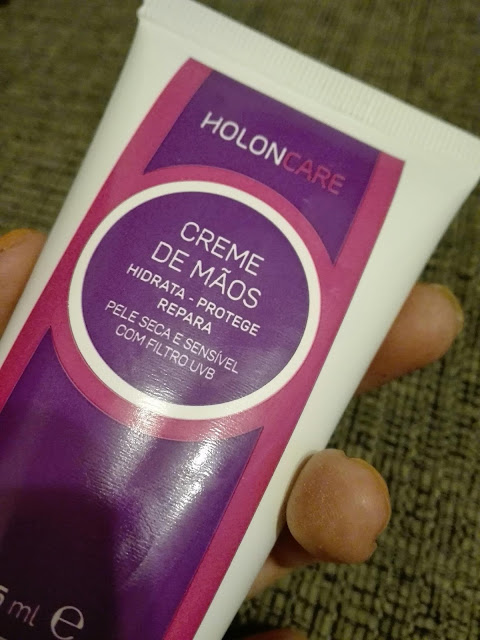 HOLONCARE
CREME
DE MÃOS
HIDRATA - PROTEGE
REPARA
PELE SECA E SENSÍVEL
COM FILTRO UVB
ml e